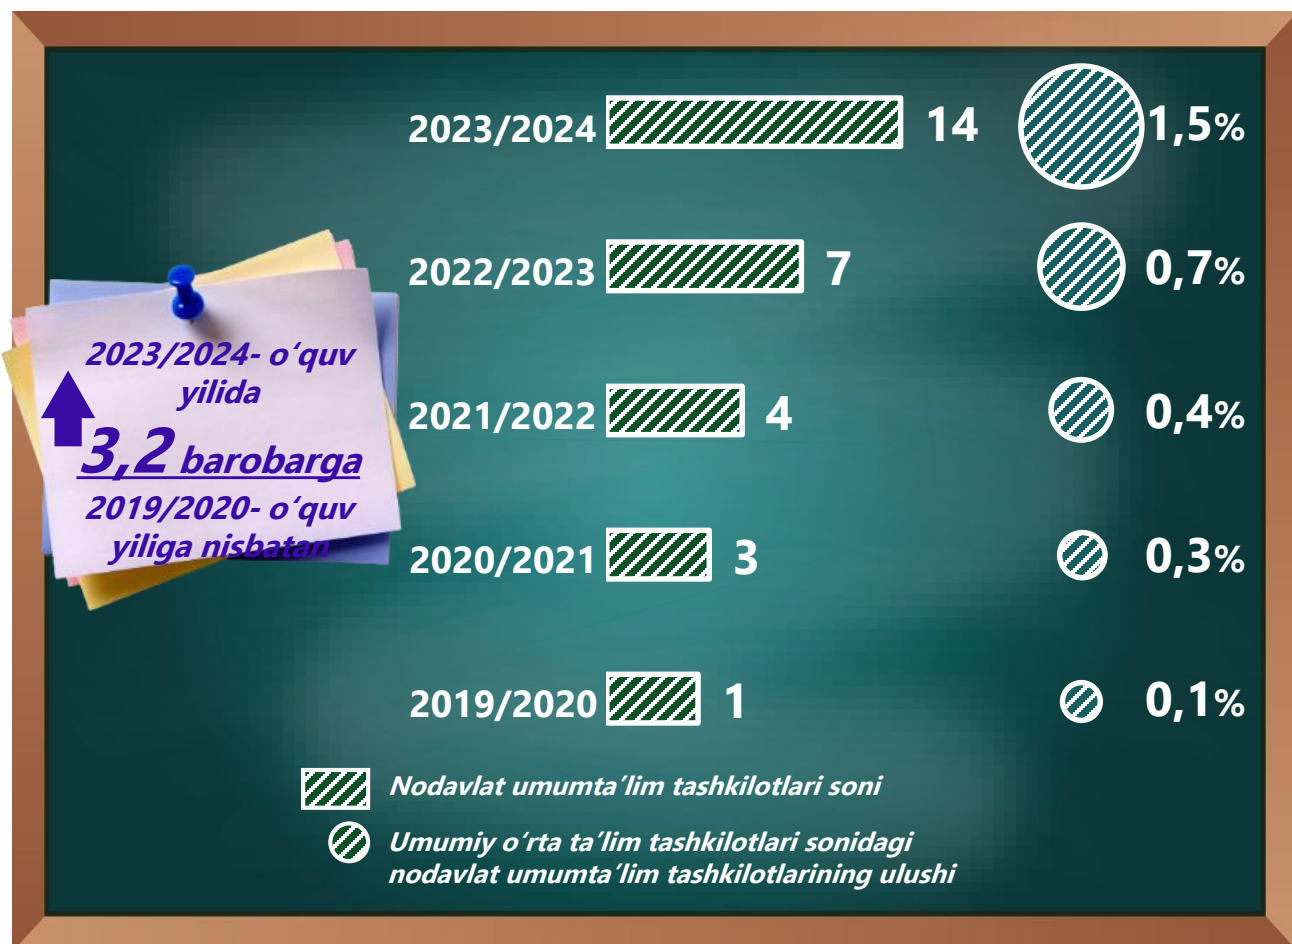 2023/2024 14 1,5%
2022/2023 7 0,7%
2023/2024- o‘quv
yilida
3,2 barobarga
2019/2020- o‘quv
yiliga nisbatan
2021/2022 4 0,4%
2020/2021 3 0,3%
2019/2020 1 0,1%
Nodavlat umumta’lim tashkilotlari soni
Umumiy o‘rta ta’lim tashkilotlari sonidagi
nodavlat umumta’lim tashkilotlarining ulushi